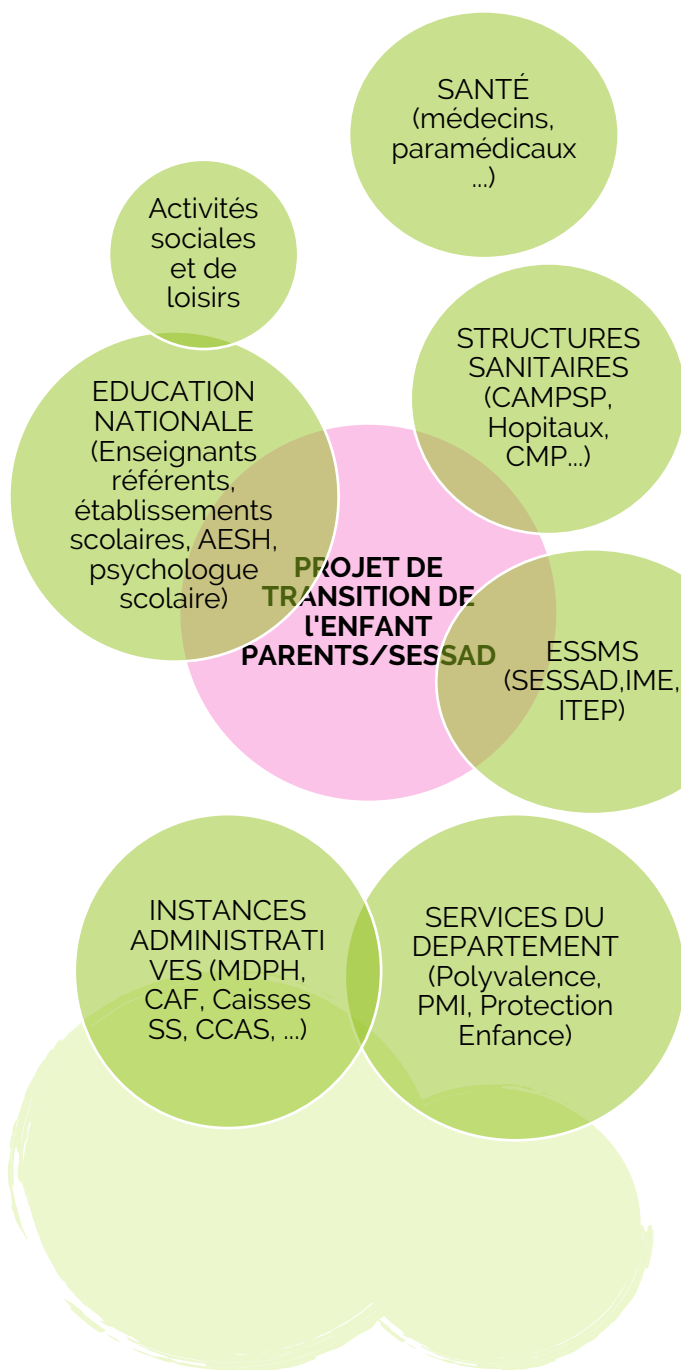 SANTÉ
(médecins,
paramédicaux
...)
Activités
sociales
et de
loisirs
STRUCTURES
SANITAIRES
(CAMPSP,
Hopitaux,
CMP...)
EDUCATION
NATIONALE
(Enseignants
référents,
établissements
scolaires, AESH,
psychologue
scolaire)
PROJET DE
TRANSITION DE
l'ENFANT
PARENTS/SESSAD
ESSMS
(SESSAD,IME,
ITEP)
INSTANCES
ADMINISTRATI
VES (MDPH,
CAF, Caisses
SS, CCAS, ...)
SERVICES DU
DEPARTEMENT
(Polyvalence,
PMI, Protection
Enfance)